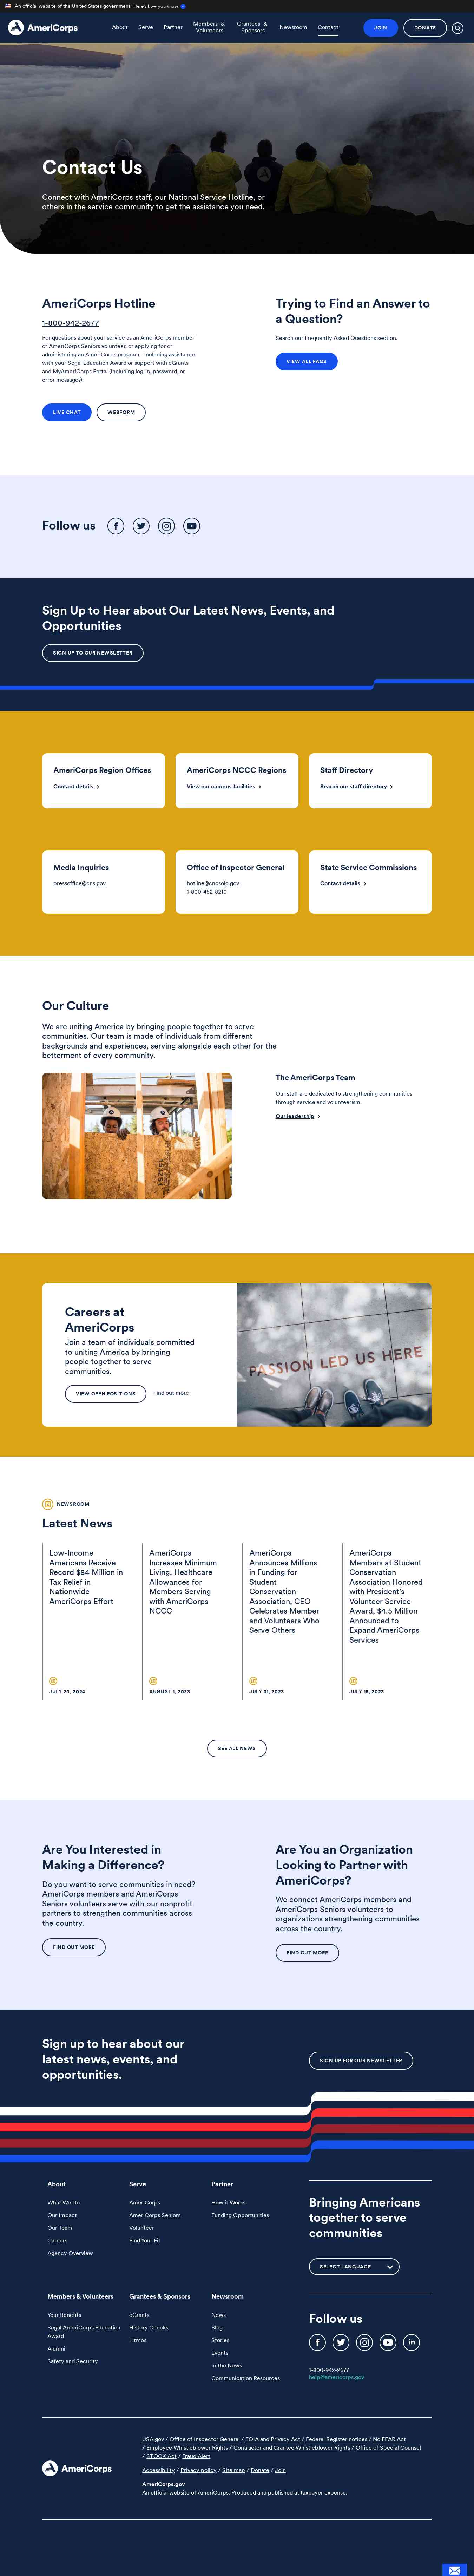 An official website of the United States government Here's how you know
AmeriCorps
About
Serve
Partner
Members & Volunteers
Grantees & Sponsors
Newsroom
Contact
JOIN
DONATE
Contact Us
Connect with AmeriCorps staff, our National Service Hotline, or
others in the service community to get the assistance you need.
AmeriCorps Hotline
1-800-942-2677
For questions about your service as an AmeriCorps member
or AmeriCorps Seniors volunteer, or applying for or
administering an AmeriCorps program - including assistance
with your Segal Education Award or support with eGrants
and MyAmeriCorps Portal (including log-in, password, or
error messages).
LIVE CHAT
WEBFORM
Trying to Find an Answer to
a Question?
Search our Frequently Asked Questions section.
VIEW ALL FAQS
Follow us
Sign Up to Hear about Our Latest News, Events, and
Opportunities
SIGN UP TO OUR NEWSLETTER
AmeriCorps Region Offices
Contact details
AmeriCorps NCCC Regions
View our campus facilities
Staff Directory
Search our staff directory
Media Inquiries
pressoffice@cns.gov
Office of Inspector General
hotline@cncsoig.gov
1-800-452-8210
State Service Commissions
Contact details
Our Culture
We are uniting America by bringing people together to serve
communities. Our team is made of individuals from different
backgrounds and experiences, serving alongside each other for the
betterment of every community.
The AmeriCorps Team
Our staff are dedicated to strengthening communities
through service and volunteerism.
Our leadership
Careers at
AmeriCorps
Join a team of individuals committed
to uniting America by bringing
people together to serve
communities.
VIEW OPEN POSITIONS
Find out more
PASSION LED US HERE
NEWSROOM
Latest News
Low-Income
Americans Receive
Record $84 Million in
Tax Relief in
Nationwide
AmeriCorps Effort
JULY 20, 2024
AmeriCorps
Increases Minimum
Living, Healthcare
Allowances for
Members Serving
with AmeriCorps
NCCC
AUGUST 1, 2023
AmeriCorps
Announces Millions
in Funding for
Student
Conservation
Association, CEO
Celebrates Member
and Volunteers Who
Serve Others
JULY 31, 2023
AmeriCorps
Members at Student
Conservation
Association Honored
with President's
Volunteer Service
Award, $4.5 Million
Announced to
Expand AmeriCorps
Services
JULY 18, 2023
SEE ALL NEWS
Are You Interested in
Making a Difference?
Do you want to serve communities in need?
AmeriCorps members and AmeriCorps
Seniors volunteers serve with our nonprofit
partners to strengthen communities across
the country.
FIND OUT MORE
Are You an Organization
Looking to Partner with
AmeriCorps?
We connect AmeriCorps members and
AmeriCorps Seniors volunteers to
organizations strengthening communities
across the country.
FIND OUT MORE
Sign up to hear about our
latest news, events, and
opportunities.
SIGN UP FOR OUR NEWSLETTER
About
What We Do
Our Impact
Our Team
Careers
Agency Overview
Serve
AmeriCorps
AmeriCorps Seniors
Volunteer
Find Your Fit
Partner
How it Works
Funding Opportunities
Bringing Americans
together to serve
communities
SELECT LANGUAGE
Members & Volunteers
Your Benefits
Segal AmeriCorps Education
Award
Alumni
Safety and Security
Grantees & Sponsors
eGrants
History Checks
Litmos
Newsroom
News
Blog
Stories
Events
In the News
Communication Resources
Follow us
in
1-800-942-2677
help@americorps.gov
AmeriCorps
USA.gov / Office of Inspector General / FOIA and Privacy Act / Federal Register notices / No FEAR Act
/ Employee Whistleblower Rights / Contractor and Grantee Whistleblower Rights / Office of Special Counsel
/ STOCK Act / Fraud Alert
Accessibility / Privacy policy / Site map / Donate / Join
AmeriCorps.gov
An official website of AmeriCorps. Produced and published at taxpayer expense.